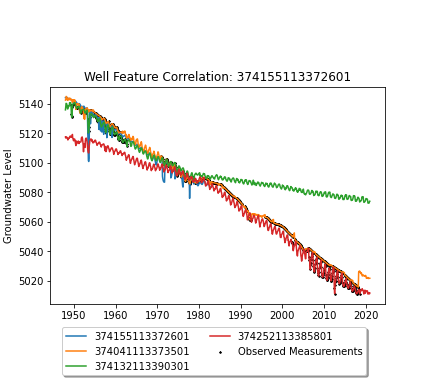 Well Feature Correlation: 374155113372601
5140
5120
5100
5080
5060
5040
5020
Groundwater Level
1950 1960 1970 1980 1990 2000 2010 2020
374155113372601
374041113373501
374132113390301
374252113385801
Observed Measurements